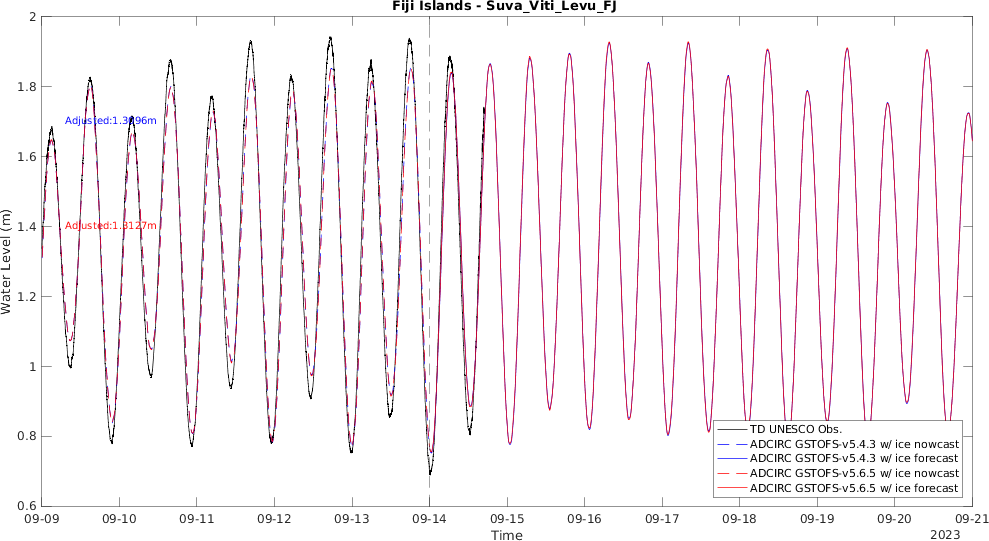 Fiji Islands - Suva_Viti_Levu_FJ
Water Level (m)
2
1.8
1.6
1.4
1.2
1
0.8
0.6
Adjusted:1.3096m
Adjusted:1.3127m
TD UNESCO Obs.
ADCIRC GSTOFS-v5.4.3 w/ ice nowcast
ADCIRC GSTOFS-v5.4.3 w/ ice forecast
ADCIRC GSTOFS-v5.6.5 w/ ice nowcast
ADCIRC GSTOFS-v5.6.5 w/ ice forecast
09-09 09-10 09-11 09-12 09-13 09-14 09-15 09-16 09-17 09-18 09-19 09-20 09-21
Time
2023